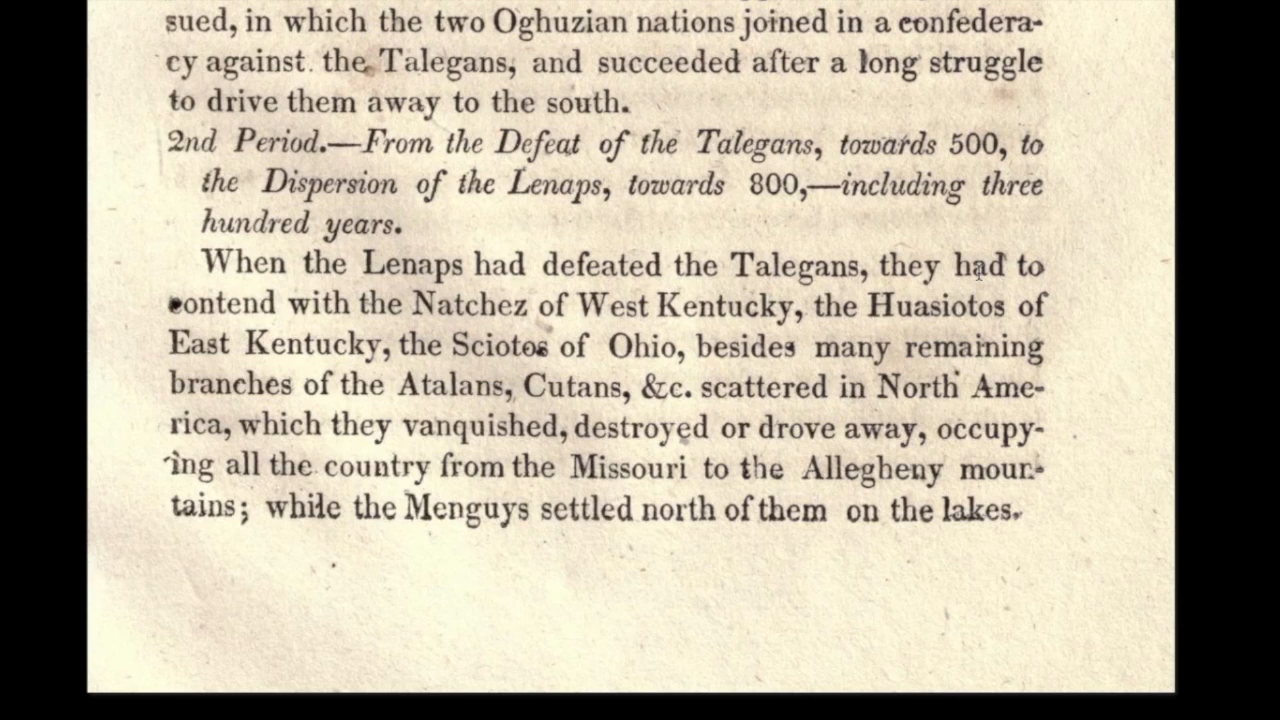 sued, in which the two Oghuzian nations joined in a confedera-
cy against the Talegans, and succeeded after a long struggle
to drive them away to the south.
2nd Period.—From the Defeat of the Talegans, towards 500, to
the Dispersion of the Lenaps, towards 800,—including three
hundred years.
When the Lenaps had defeated the Talegans, they had to
contend with the Natchez of West Kentucky, the Huasiotos of
East Kentucky, the Sciotos of Ohio, besides many remaining
branches of the Atalans, Cutans, &c. scattered in North Ame-
rica, which they vanquished, destroyed or drove away, occupy-
ing all the country from the Missouri to the Allegheny moun-
tains; while the Menguys settled north of them on the lakes.